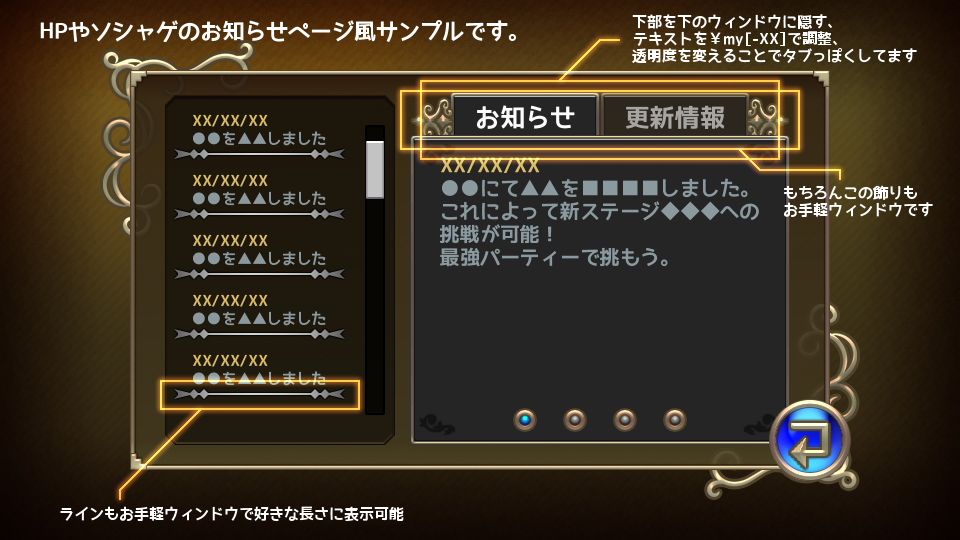 HPやソシャゲのお知らせページ風サンプルです。
下部を下のウィンドウに隠す、
テキストを￥my[-XX]で調整、
透明度を変えることでタブっぽくしてます
お知らせ
更新情報
XX/XX/XX
●●を▲▲しました
XX/XX/XX
●●を▲▲しました
XX/XX/XX
●●を▲▲しました
XX/XX/XX
●●を▲▲しました
XX/XX/XX
●●を▲▲しました
XX/XX/XX
●●にて▲▲を■■■■しました。
これによって新ステージ◆◆◆への
挑戦が可能！
最強パーティーで挑もう。
もちろんこの飾りも
お手軽ウィンドウです
ラインもお手軽ウィンドウで好きな長さに表示可能